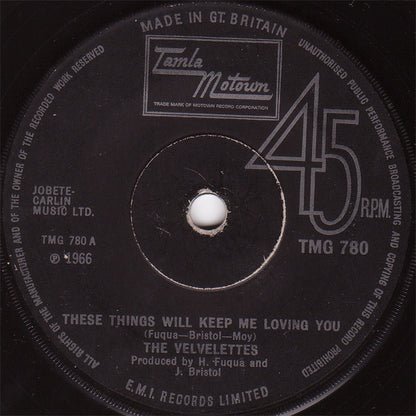 MADE IN GT. BRITAIN
Tamla
Motown
TRADE MARK OF MOTOWN RECORD CORPORATION
45
R.P.M.
TMG 780
JOBETE-
CARLIN
MUSIC LTD.
TMG 780 A
℗ 1966
THESE THINGS WILL KEEP ME LOVING YOU
(Fuqua—Bristol—Moy)
THE VELVELETTES
Produced by H. Fuqua and
J. Bristol
E.M.I. RECORDS LIMITED
ALL RIGHTS OF THE MANUFACTURER AND OF THE OWNER OF THE RECORDED WORK RESERVED
UNAUTHORISED PUBLIC PERFORMANCE BROADCASTING AND COPYING OF THIS RECORD PROHIBITED